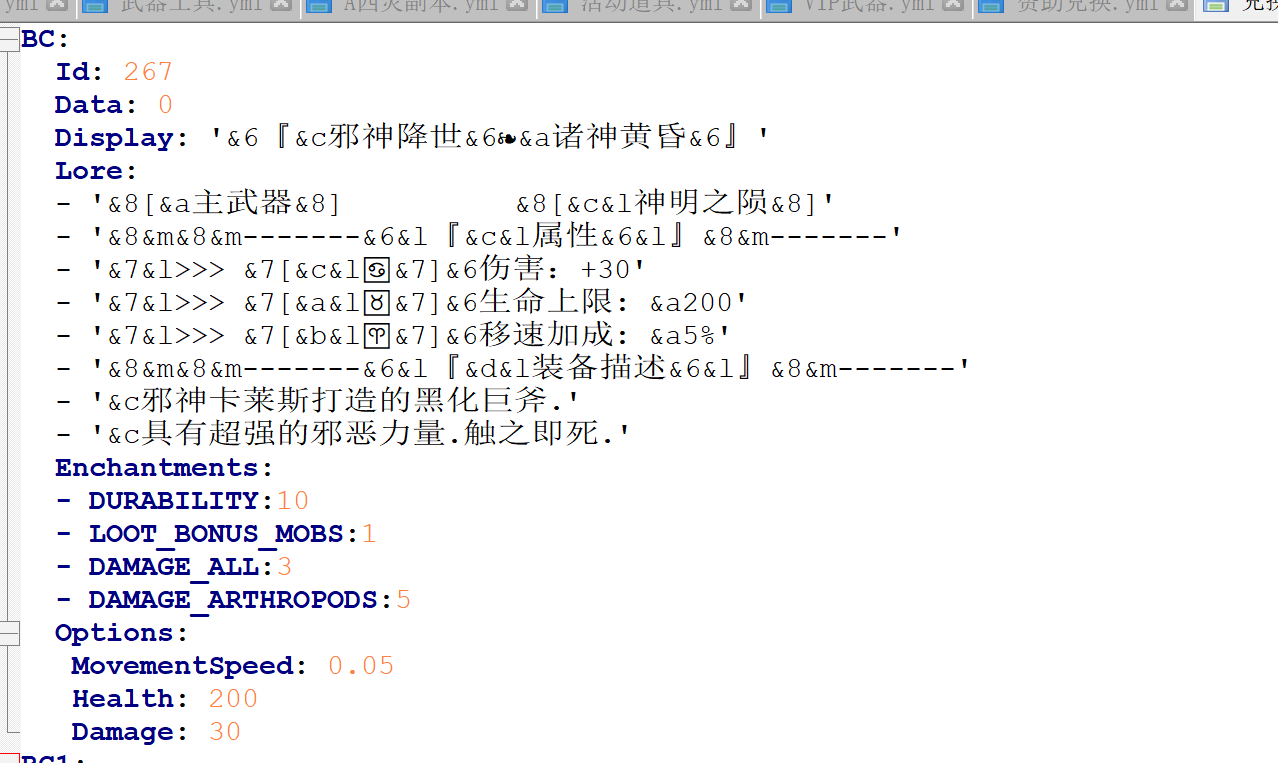 武器工具.yml A四灵副本.yml 活动道具.yml VIP武器.yml 赞助兑换.yml
BC:
Id: 267
Data: 0
Display: '&6『&c邪神降世&6❧&a诸神黄昏&6』'
Lore:
- '&8[&a主武器&8]          &8[&c&l神明之陨&8]'
- '&8&m&8&m-------&6&l『&c&l属性&6&l』&8&m-------'
- '&7&l>>> &7[&c&l♋&7]&6伤害: +30'
- '&7&l>>> &7[&a&l♉&7]&6生命上限: &a200'
- '&7&l>>> &7[&b&l♈&7]&6移速加成: &a5%'
- '&8&m&8&m-------&6&l『&d&l装备描述&6&l』&8&m-------'
- '&c邪神卡莱斯打造的黑化巨斧.'
- '&c具有超强的邪恶力量.触之即死.'
Enchantments:
- DURABILITY:10
- LOOT_BONUS_MOBS:1
- DAMAGE_ALL:3
- DAMAGE_ARTHROPODS:5
Options:
MovementSpeed: 0.05
Health: 200
Damage: 30
BC1: